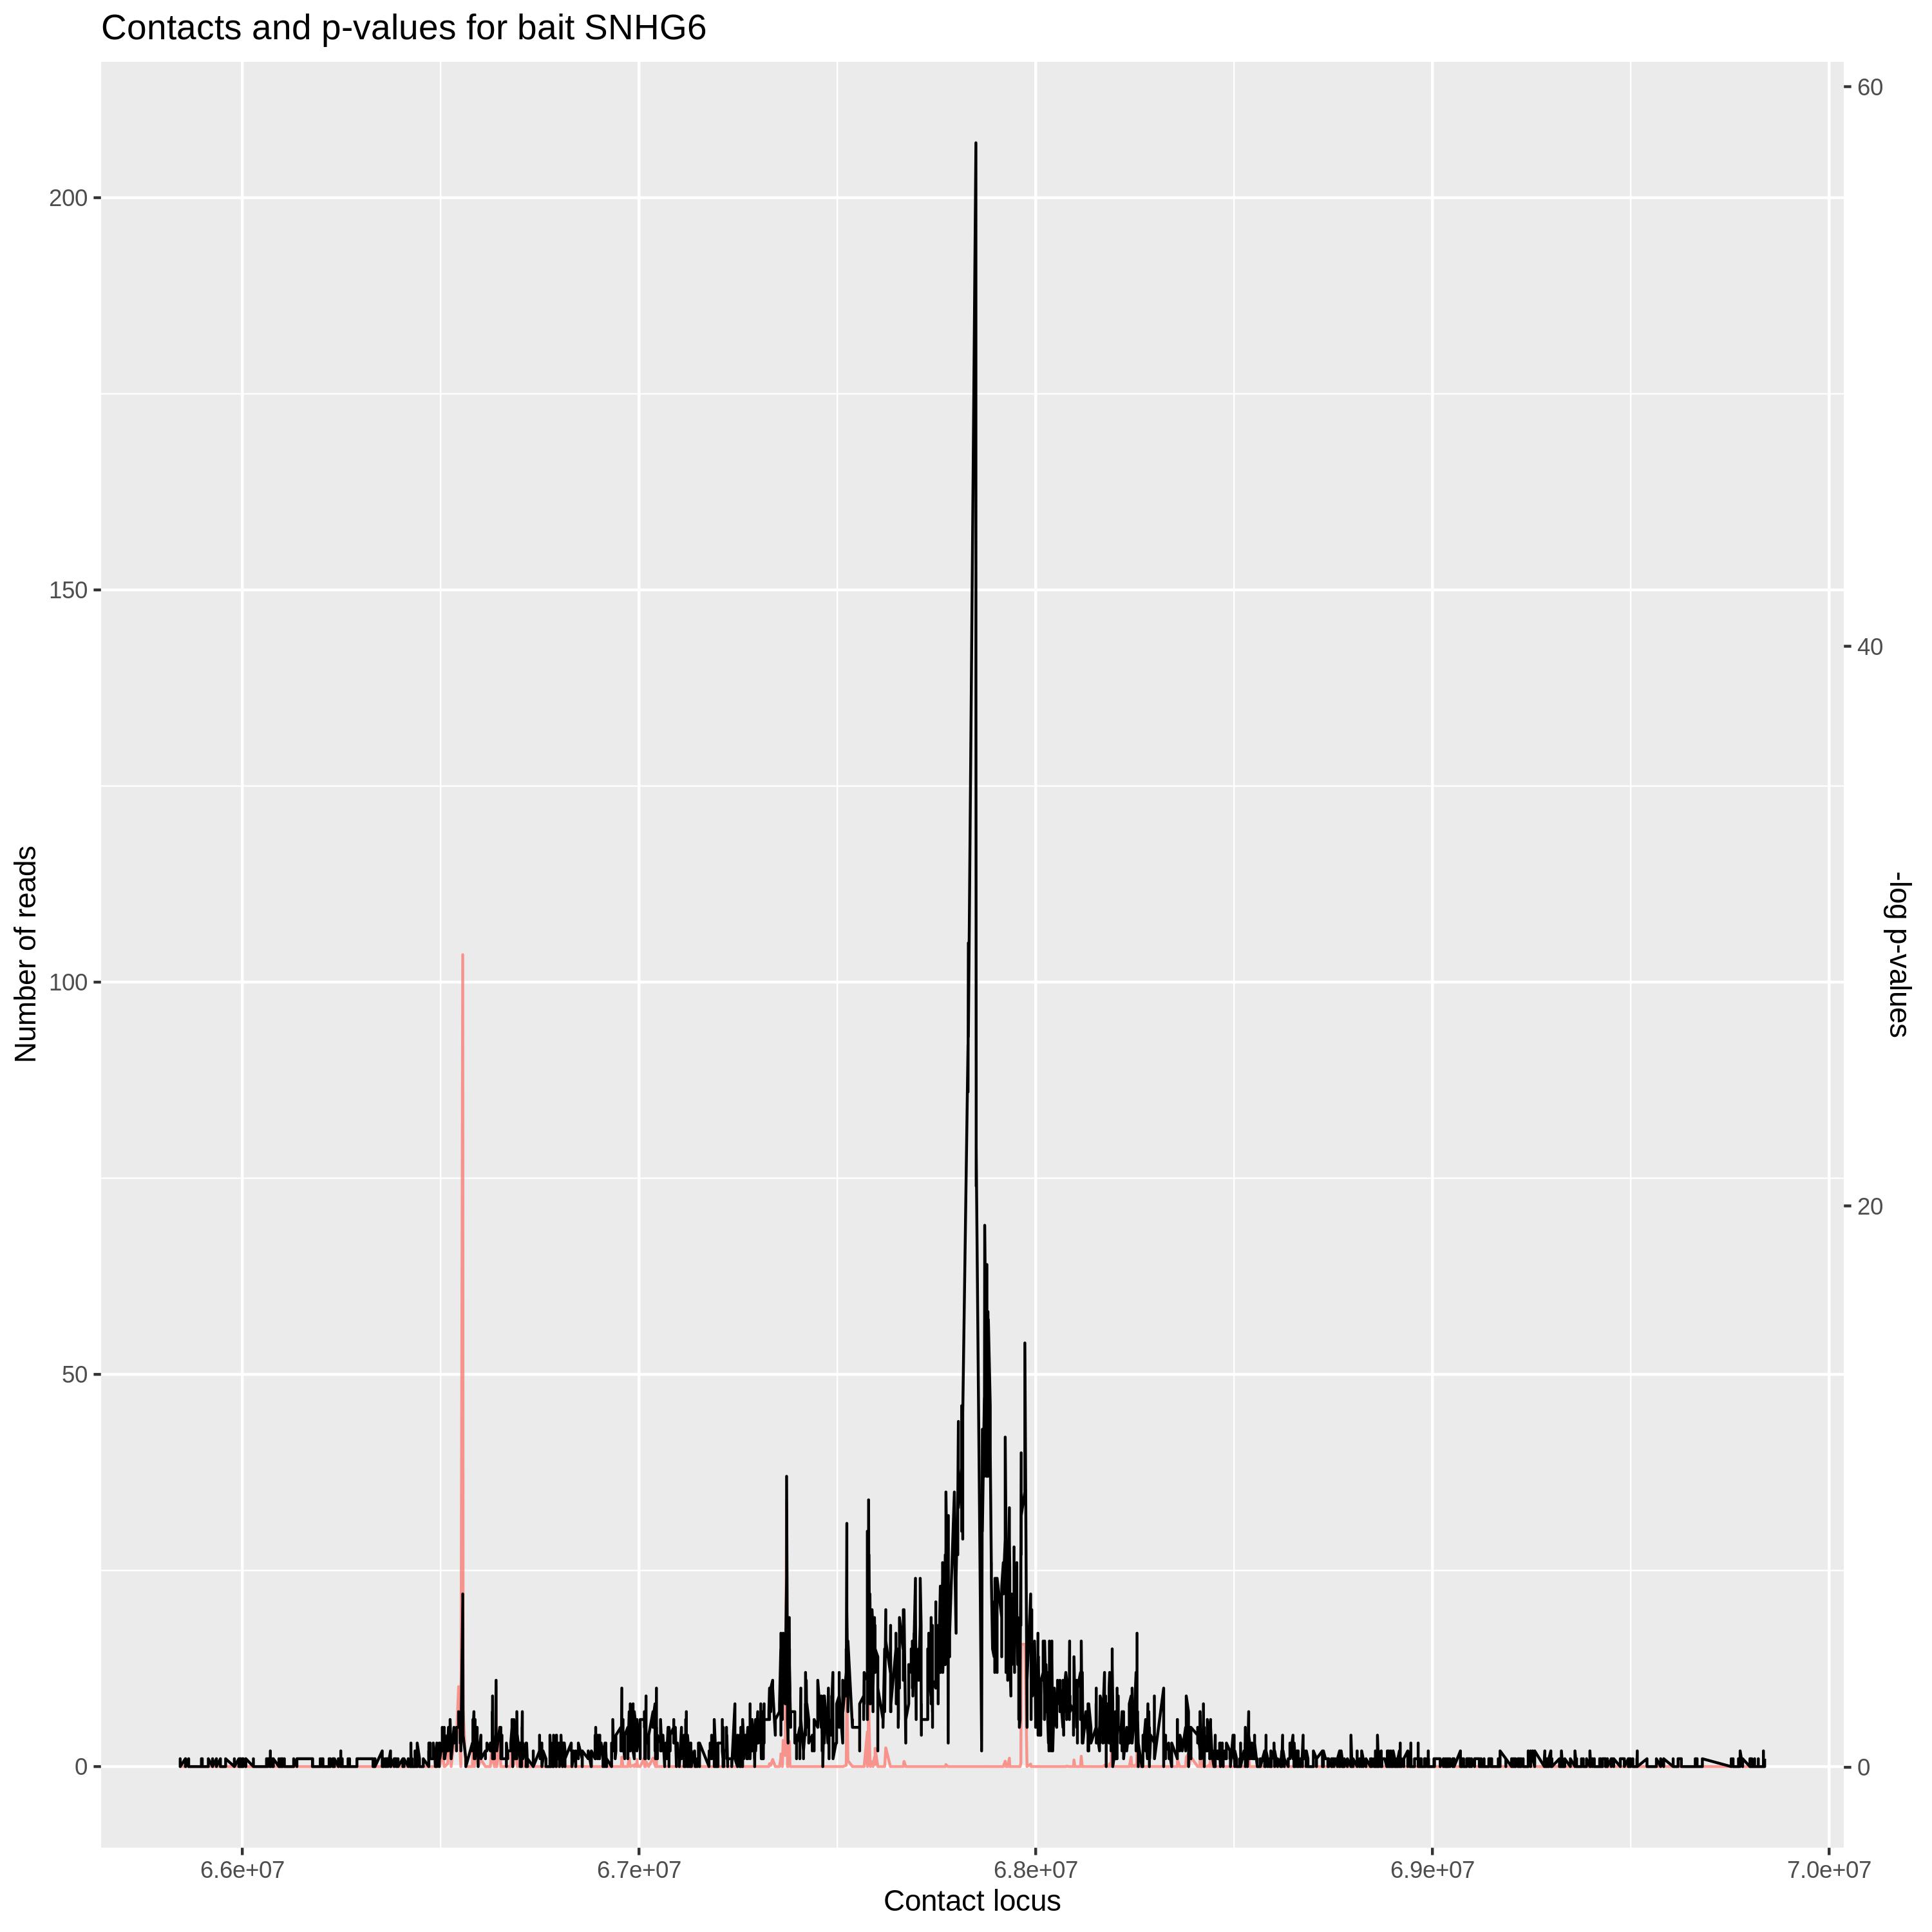 Contacts and p-values for bait SNHG6
60
200
150
40
Number of reads
-log p-values
100
20
50
0
0
6.6e+07
6.7e+07
6.8e+07
6.9e+07
7.0e+07
Contact locus